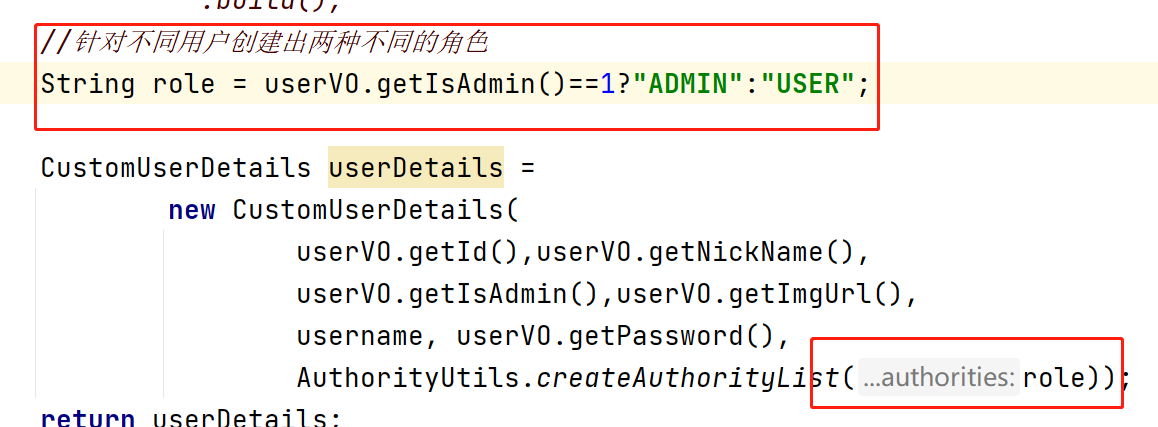 .build();
//针对不同用户创建出两种不同的角色
String role = userVO.getIsAdmin()==1?"ADMIN":"USER";
CustomUserDetails userDetails =
new CustomUserDetails(
userVO.getId(),userVO.getNickName(),
userVO.getIsAdmin(),userVO.getImgUrl(),
username, userVO.getPassword(),
AuthorityUtils.createAuthorityList( ...authorities: role));
return userDetails;